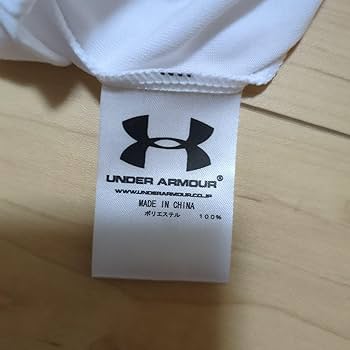 UNDER ARMOUR®
WWW.UNDERARMOUR.CO.JP
MADE IN CHINA
ポリエステル 100%